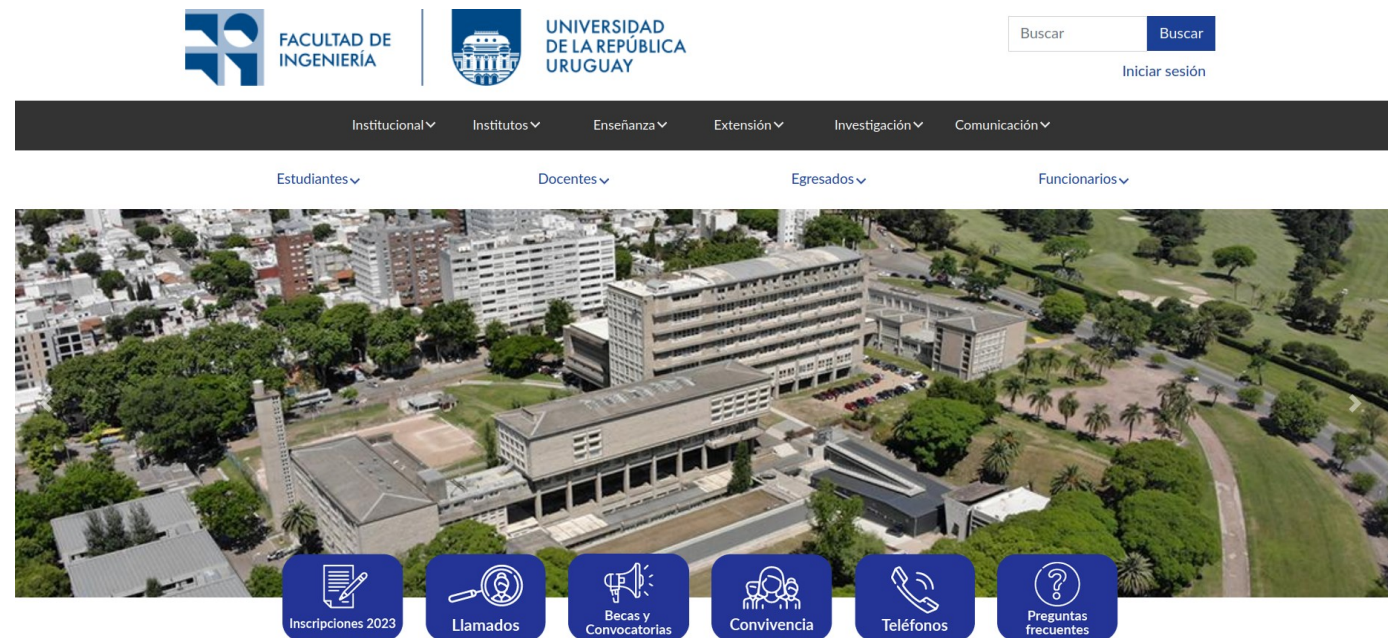 FACULTAD DE
INGENIERÍA
UNIVERSIDAD
DE LA REPÚBLICA
URUGUAY
Buscar
Buscar
Iniciar sesión
Institucional
Institutos
Enseñanza
Extensión
Investigación
Comunicación
Estudiantes
Docentes
Egresados
Funcionarios
Inscripciones 2023
Llamados
Becas y
Convocatorias
Convivencia
Teléfonos
Preguntas
frecuentes